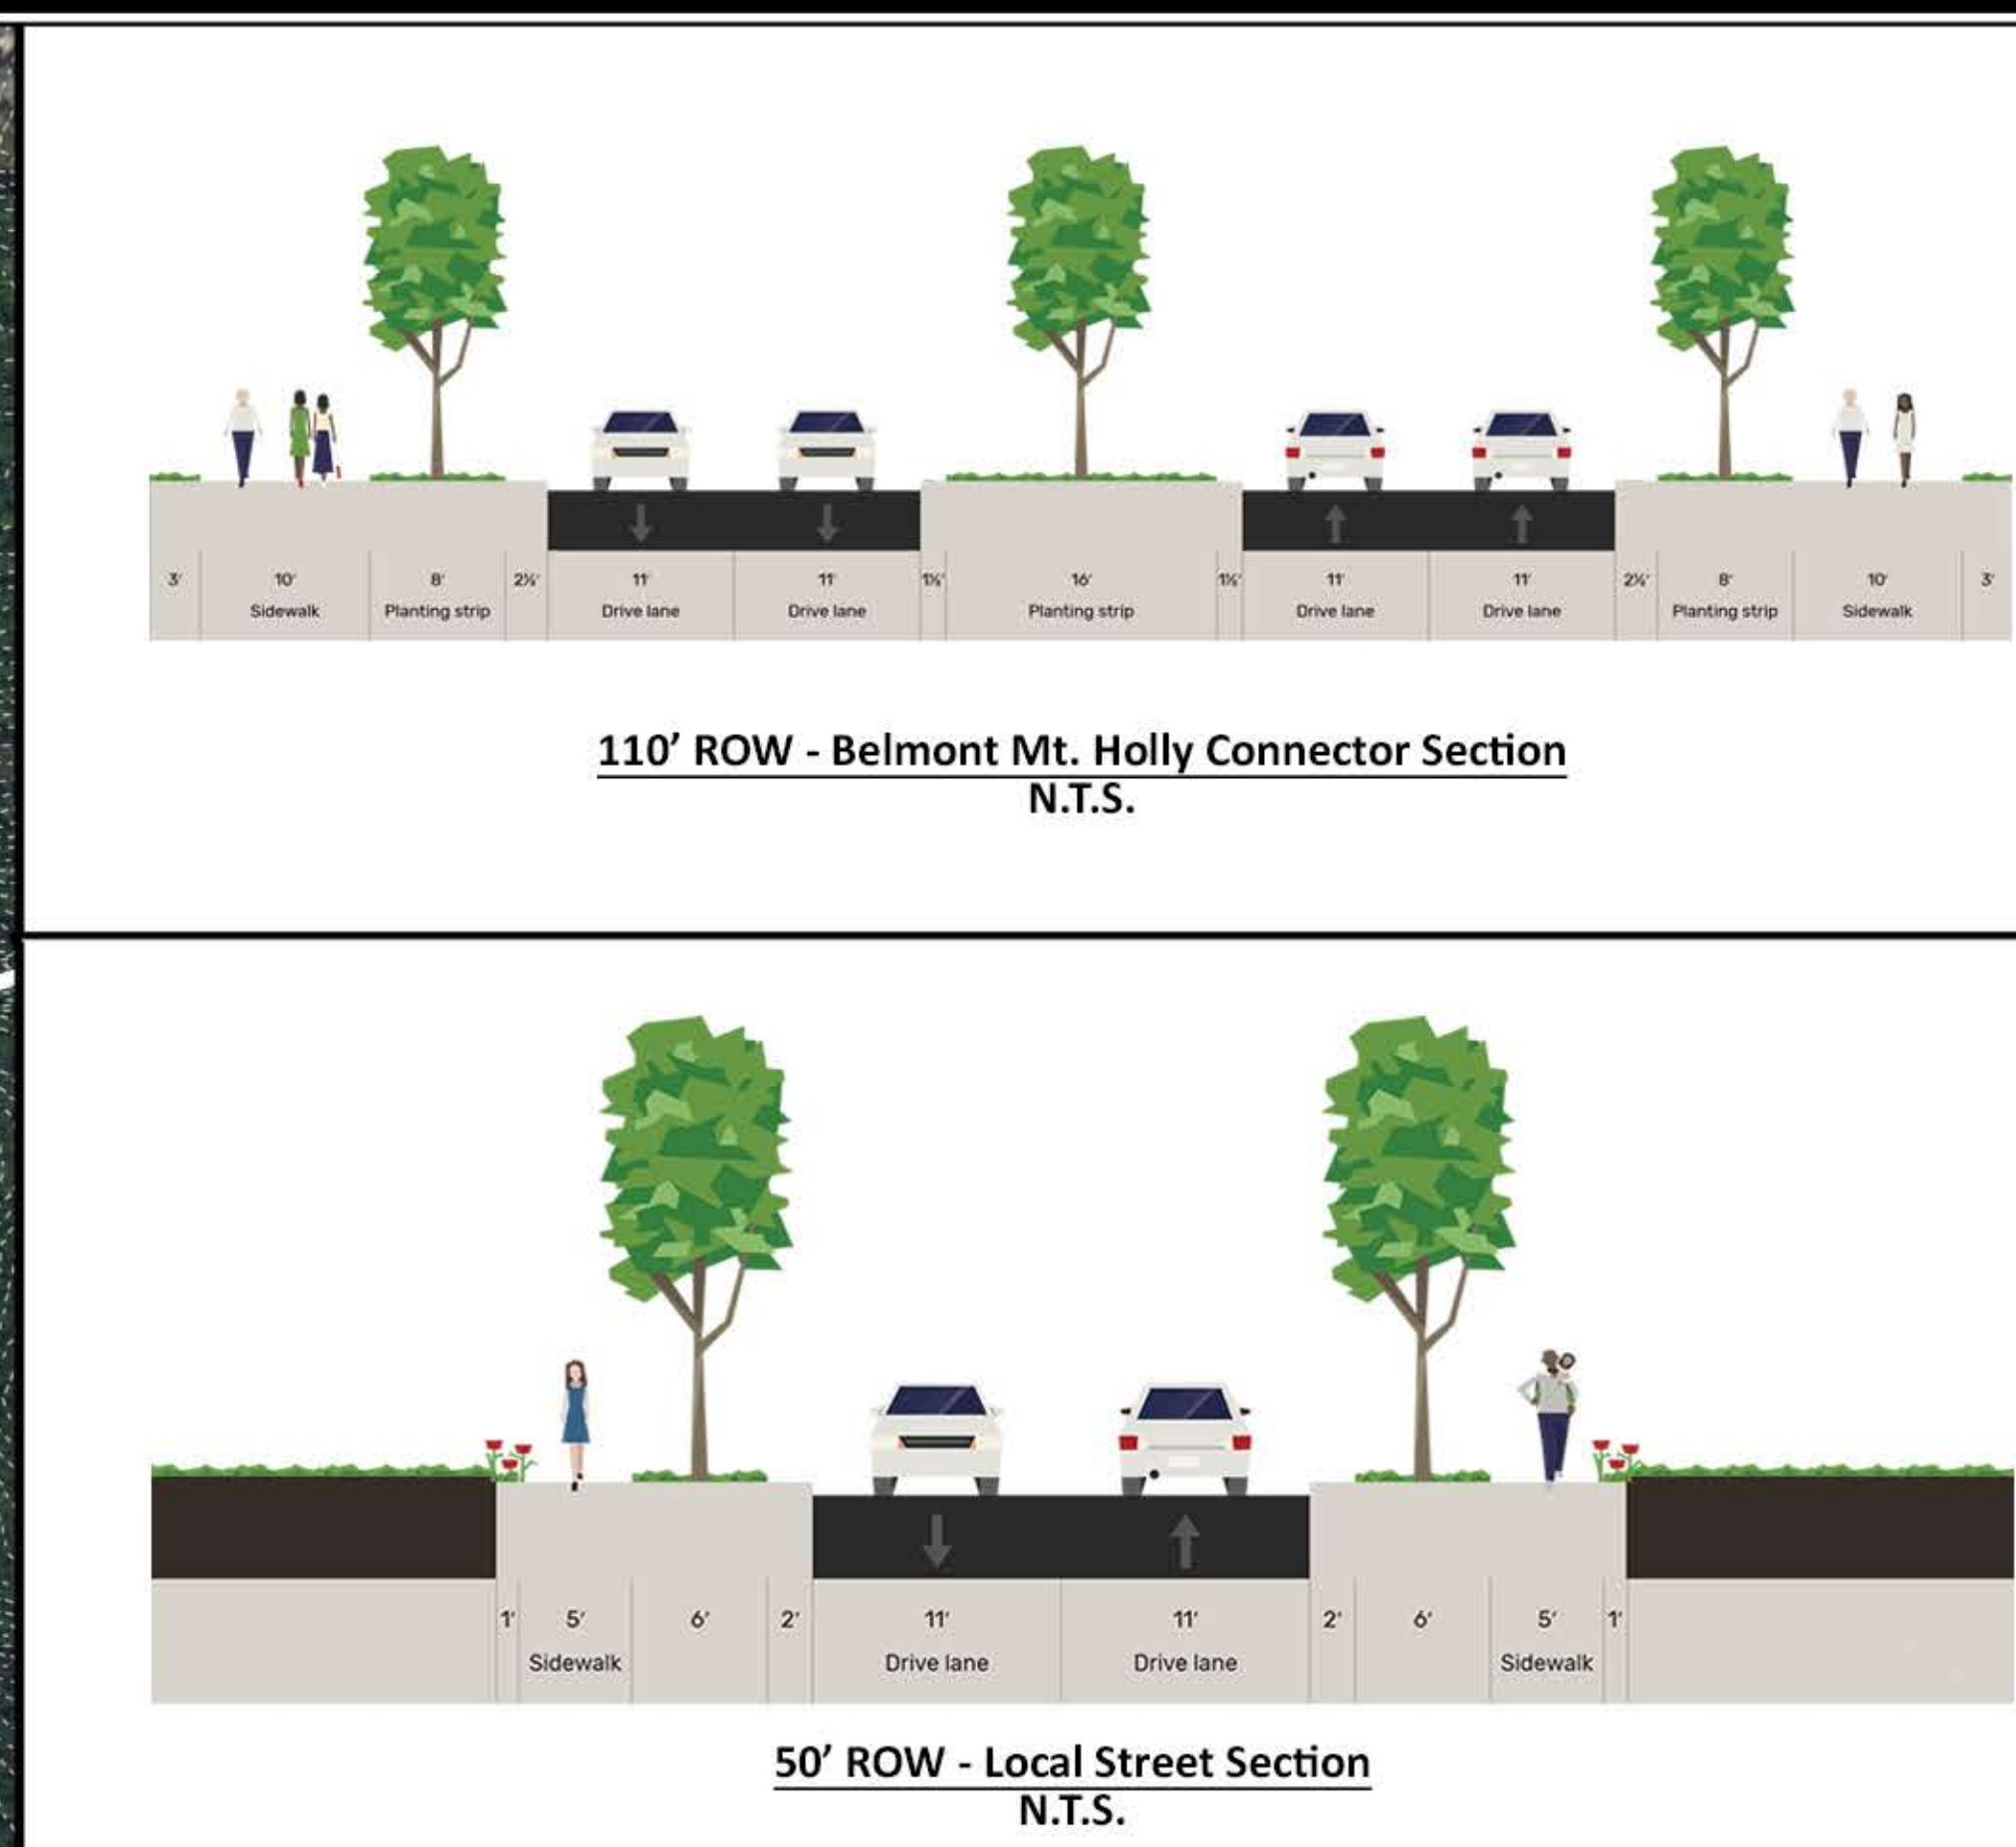 3' 10' 8' 2½' 11' 11' 1½' 16' 1½' 11' 11' 2½' 8' 10' 3'
Sidewalk Planting strip Drive lane Drive lane Planting strip Drive lane Drive lane Planting strip Sidewalk
110' ROW - Belmont Mt. Holly Connector Section
N.T.S.
1' 5' 6' 2' 11' 11' 2' 6' 5' 1'
Sidewalk Drive lane Drive lane Sidewalk
50' ROW - Local Street Section
N.T.S.